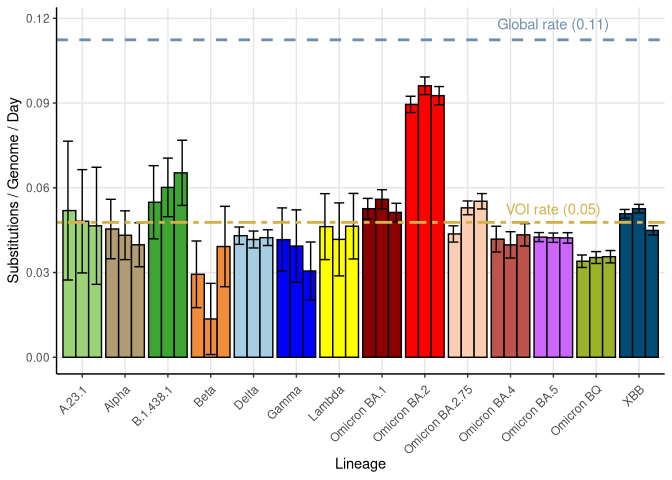 0.12
Global rate (0.11)
0.09
0.06
VOI rate (0.05)
0.03
0.00
Substitutions / Genome / Day
A.23.1
Alpha
B.1.438.1
Beta
Delta
Gamma
Lambda
Omicron BA.1
Omicron BA.2
Omicron BA.2.75
Omicron BA.4
Omicron BA.5
Omicron BQ
XBB
Lineage